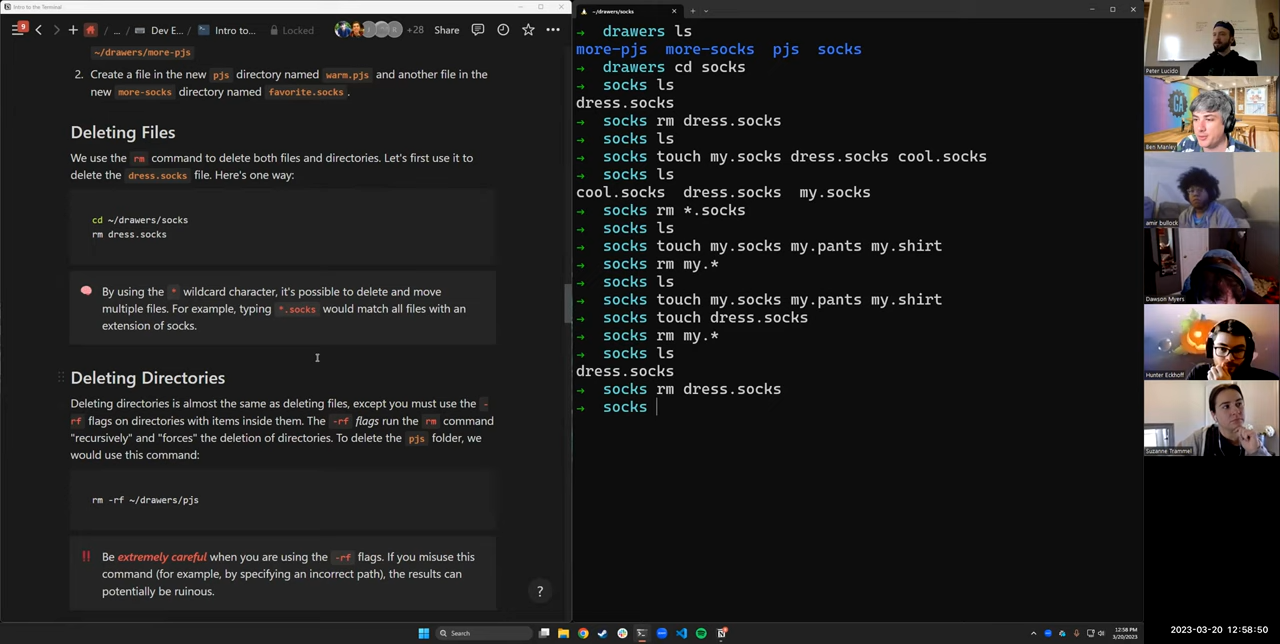 Intro to the Terminal
9
... / Dev E... / Intro to... Locked
+28 Share
~/drawers/more-pjs
2. Create a file in the new pjs directory named warm.pjs and another file in the
new more-socks directory named favorite.socks.
Deleting Files
We use the rm command to delete both files and directories. Let's first use it to
delete the dress.socks file. Here's one way:
cd ~/drawers/socks
rm dress.socks
By using the * wildcard character, it's possible to delete and move
multiple files. For example, typing *.socks would match all files with an
extension of socks.
Deleting Directories
Deleting directories is almost the same as deleting files, except you must use the -
rf flags on directories with items inside them. The -rf flags run the rm command
"recursively" and "forces" the deletion of directories. To delete the pjs folder, we
would use this command:
rm -rf ~/drawers/pjs
!! Be extremely careful when you are using the -rf flags. If you misuse this
command (for example, by specifying an incorrect path), the results can
potentially be ruinous.
?
~/drawers/socks
→ drawers ls
more-pjs more-socks pjs socks
→ drawers cd socks
→ socks ls
dress.socks
→ socks rm dress.socks
→ socks ls
→ socks touch my.socks dress.socks cool.socks
→ socks ls
cool.socks dress.socks my.socks
→ socks rm *.socks
→ socks ls
→ socks touch my.socks my.pants my.shirt
→ socks rm my.*
→ socks ls
→ socks touch my.socks my.pants my.shirt
→ socks touch dress.socks
→ socks rm my.*
→ socks ls
dress.socks
→ socks rm dress.socks
→ socks
Peter Lucido
GA
Ben Manley
amir bullock
Dawson Myers
Hunter Eckhoff
Suzanne Trammel
Search
12:58 PM
3/20/2023
2023-03-20 12:58:50